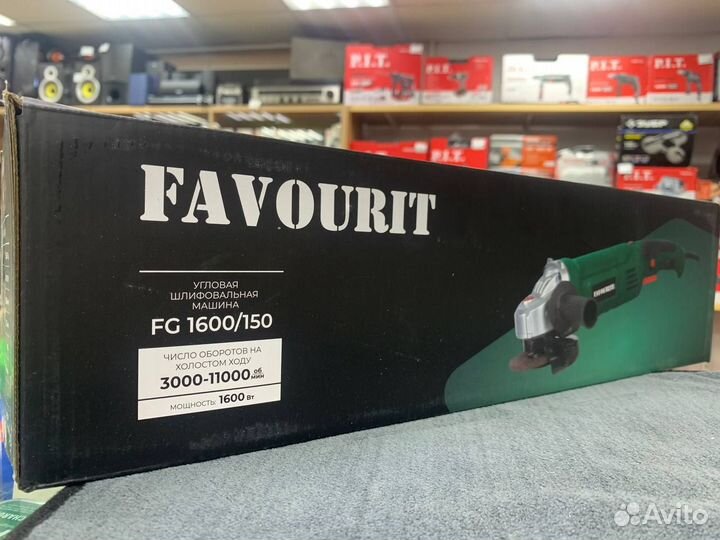 FAVOURIT
УГЛОВАЯ
ШЛИФОВАЛЬНАЯ
МАШИНА
FG 1600/150
ЧИСЛО ОБОРОТОВ НА
ХОЛОСТОМ ХОДУ
3000-11000 об/мин
МОЩНОСТЬ: 1600 Вт
P.I.T.
P.I.T.
P.I.T.
P.I.T.
P.I.T.
ЗУБР
P.I.T.
Avito